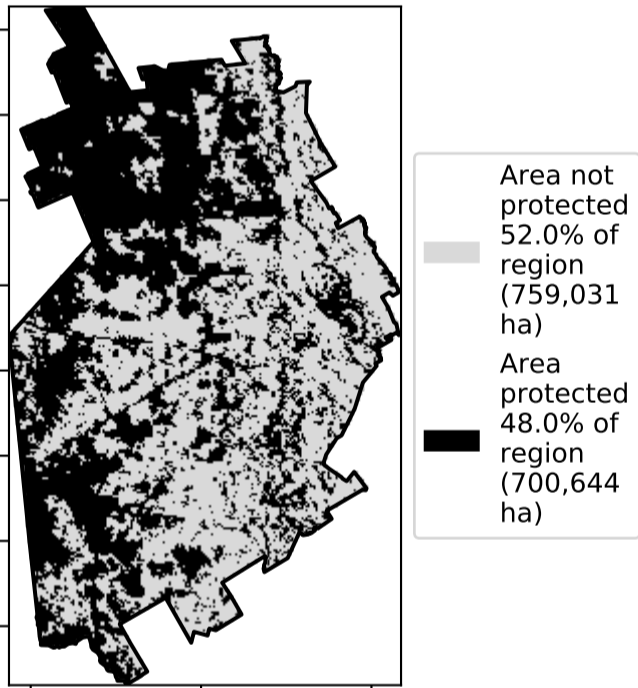 Area not
protected
52.0% of
region
(759,031
ha)
Area
protected
48.0% of
region
(700,644
ha)